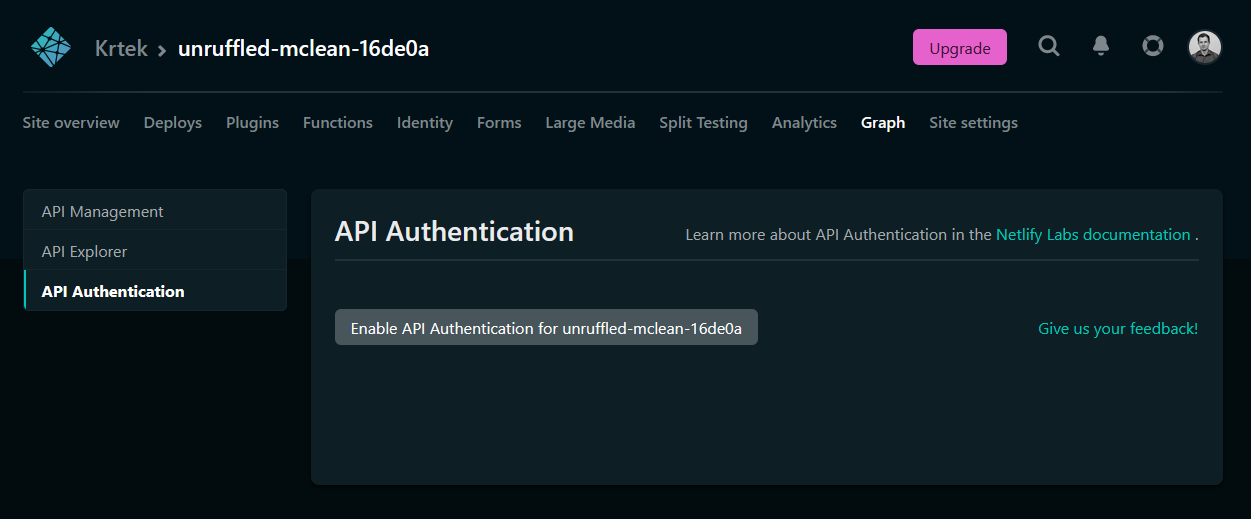 Krtek > unruffled-mclean-16de0a
Upgrade
Site overview Deploys Plugins Functions Identity Forms Large Media Split Testing Analytics Graph Site settings
API Management
API Explorer
API Authentication
API Authentication
Learn more about API Authentication in the Netlify Labs documentation .
Enable API Authentication for unruffled-mclean-16de0a
Give us your feedback!